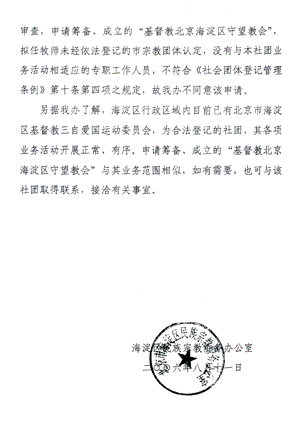 审查，申请筹备、成立的“基督教北京海淀区守望教会”，
拟任牧师未经依法登记的市宗教团体认定，没有与本社团业
务活动相适应的专职工作人员，不符合《社会团体登记管理
条例》第十条第四项之规定，故我办不同意该申请。
另据我办了解，海淀区行政区域内目前已有北京市海淀
区基督教三自爱国运动委员会，为合法登记的社团，其各项
业务活动开展正常、有序。申请筹备、成立的“基督教北京
海淀区守望教会”与其业务范围相似，如有需要，也可与该
社团取得联系，接洽有关事宜。
海淀区民族宗教事务办公室
二〇〇六年八月 一日